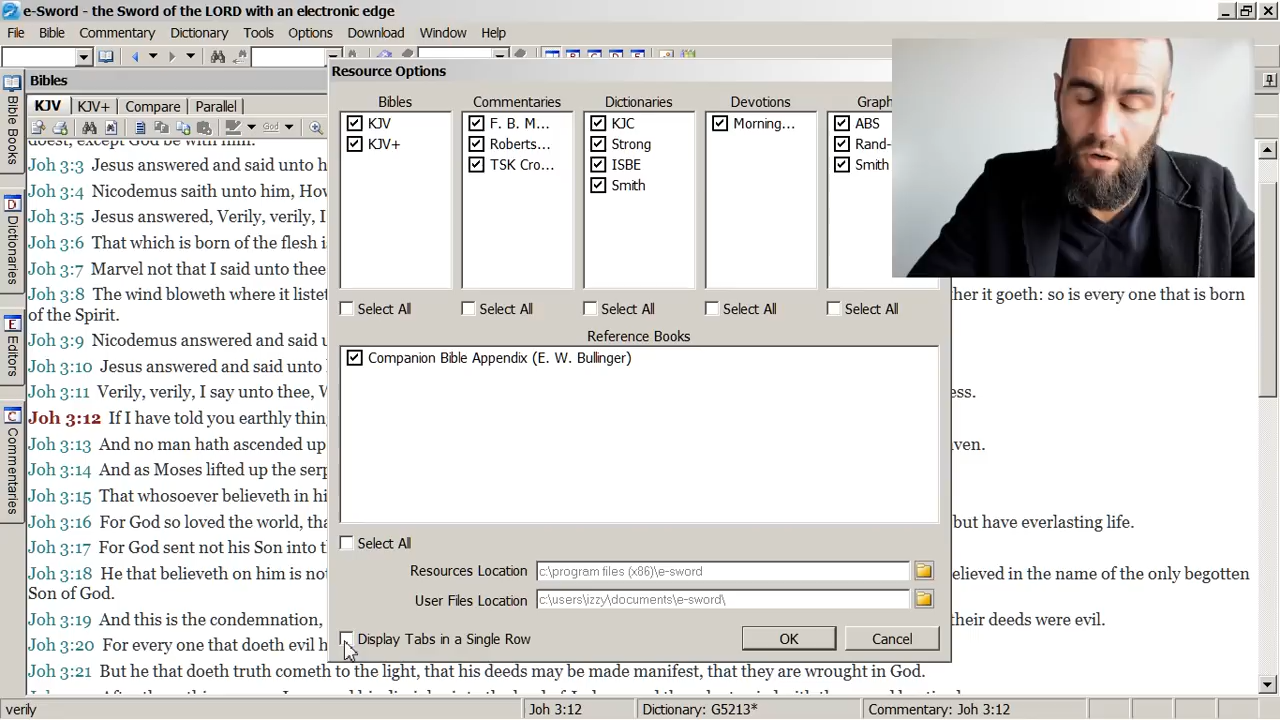 e-Sword - the Sword of the LORD with an electronic edge
File Bible Commentary Dictionary Tools Options Download Window Help
Bibles
KJV KJV+ Compare Parallel
God
Bible Books
Dictionaries
Editors
Commentaries
doest, except God be with him.
Joh 3:3 Jesus answered and said unto h
Joh 3:4 Nicodemus saith unto him, How
Joh 3:5 Jesus answered, Verily, verily, I
Joh 3:6 That which is born of the flesh is
Joh 3:7 Marvel not that I said unto thee
Joh 3:8 The wind bloweth where it listet
her it goeth: so is every one that is born
of the Spirit.
Joh 3:9 Nicodemus answered and said u
Joh 3:10 Jesus answered and said unto
Joh 3:11 Verily, verily, I say unto thee, W
ess.
Joh 3:12 If I have told you earthly thin
Joh 3:13 And no man hath ascended up
aven.
Joh 3:14 And as Moses lifted up the serp
Joh 3:15 That whosoever believeth in hi
Joh 3:16 For God so loved the world, tha
but have everlasting life.
Joh 3:17 For God sent not his Son into t
Joh 3:18 He that believeth on him is no
elieved in the name of the only begotten
Son of God.
Joh 3:19 And this is the condemnation,
their deeds were evil.
Joh 3:20 For every one that doeth evil h
Joh 3:21 But he that doeth truth cometh to the light, that his deeds may be made manifest, that they are wrought in God.
Resource Options
Bibles Commentaries Dictionaries Devotions Graph
KJV F. B. M... KJC Morning... ABS
KJV+ Roberts... Strong Rand-
TSK Cro... ISBE Smith
Smith
Select All Select All Select All Select All Select All
Reference Books
Companion Bible Appendix (E. W. Bullinger)
Select All
Resources Location c:\program files (x86)\e-sword
User Files Location c:\users\izzy\documents\e-sword\
Display Tabs in a Single Row OK Cancel
verily Joh 3:12 Dictionary: G5213* Commentary: Joh 3:12